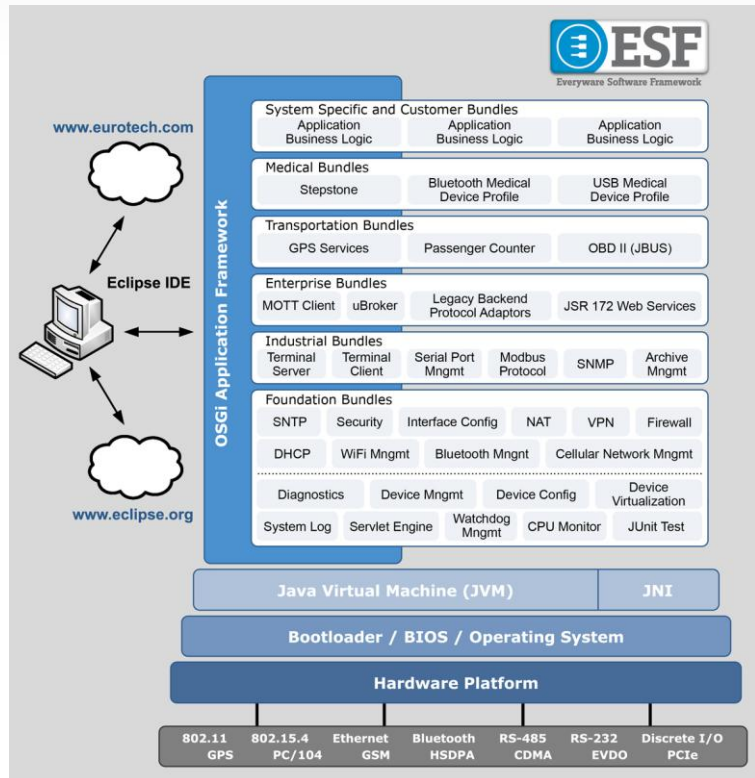 ESF
Everyware Software Framework
www.eurotech.com
Eclipse IDE
www.eclipse.org
OSGi Application Framework
System Specific and Customer Bundles
Application Business Logic
Application Business Logic
Application Business Logic
Medical Bundles
Stepstone
Bluetooth Medical Device Profile
USB Medical Device Profile
Transportation Bundles
GPS Services
Passenger Counter
OBD II (JBUS)
Enterprise Bundles
MOTT Client
uBroker
Legacy Backend Protocol Adaptors
JSR 172 Web Services
Industrial Bundles
Terminal Server
Terminal Client
Serial Port Mngmt
Modbus Protocol
SNMP
Archive Mngmt
Foundation Bundles
SNTP
Security
Interface Config
NAT
VPN
Firewall
DHCP
WiFi Mngmt
Bluetooth Mngnt
Cellular Network Mngmt
Diagnostics
Device Mngmt
Device Config
Device Virtualization
System Log
Servlet Engine
Watchdog Mngmt
CPU Monitor
JUnit Test
Java Virtual Machine (JVM)
JNI
Bootloader / BIOS / Operating System
Hardware Platform
802.11 802.15.4 Ethernet Bluetooth RS-485 RS-232 Discrete I/O
GPS PC/104 GSM HSDPA CDMA EVDO PCIe